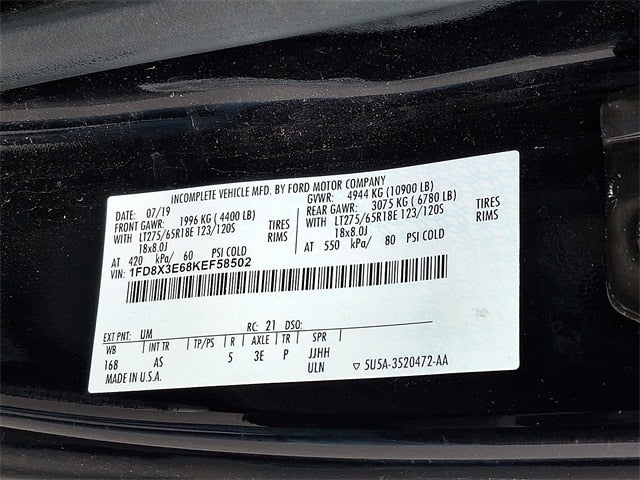 INCOMPLETE VEHICLE MFD. BY FORD MOTOR COMPANY
DATE: 07/19 GVWR: 4944 KG (10900 LB)
FRONT GAWR: 1996 KG (4400 LB) REAR GAWR: 3075 KG (6780 LB)
WITH LT275/65R18E 123/120S TIRES WITH LT275/65R18E 123/120S TIRES
18x8.0J RIMS 18x8.0J RIMS
AT 420 kPa/ 60 PSI COLD AT 550 kPa/ 80 PSI COLD
VIN: 1FD8X3E68KEF58502
EXT PNT: UM RC: 21 DSO:
WB INT TR TP/PS R AXLE TR SPR
168 AS 5 3E P JJHH
MADE IN U.S.A. ULN ▽ 5U5A-3520472-AA